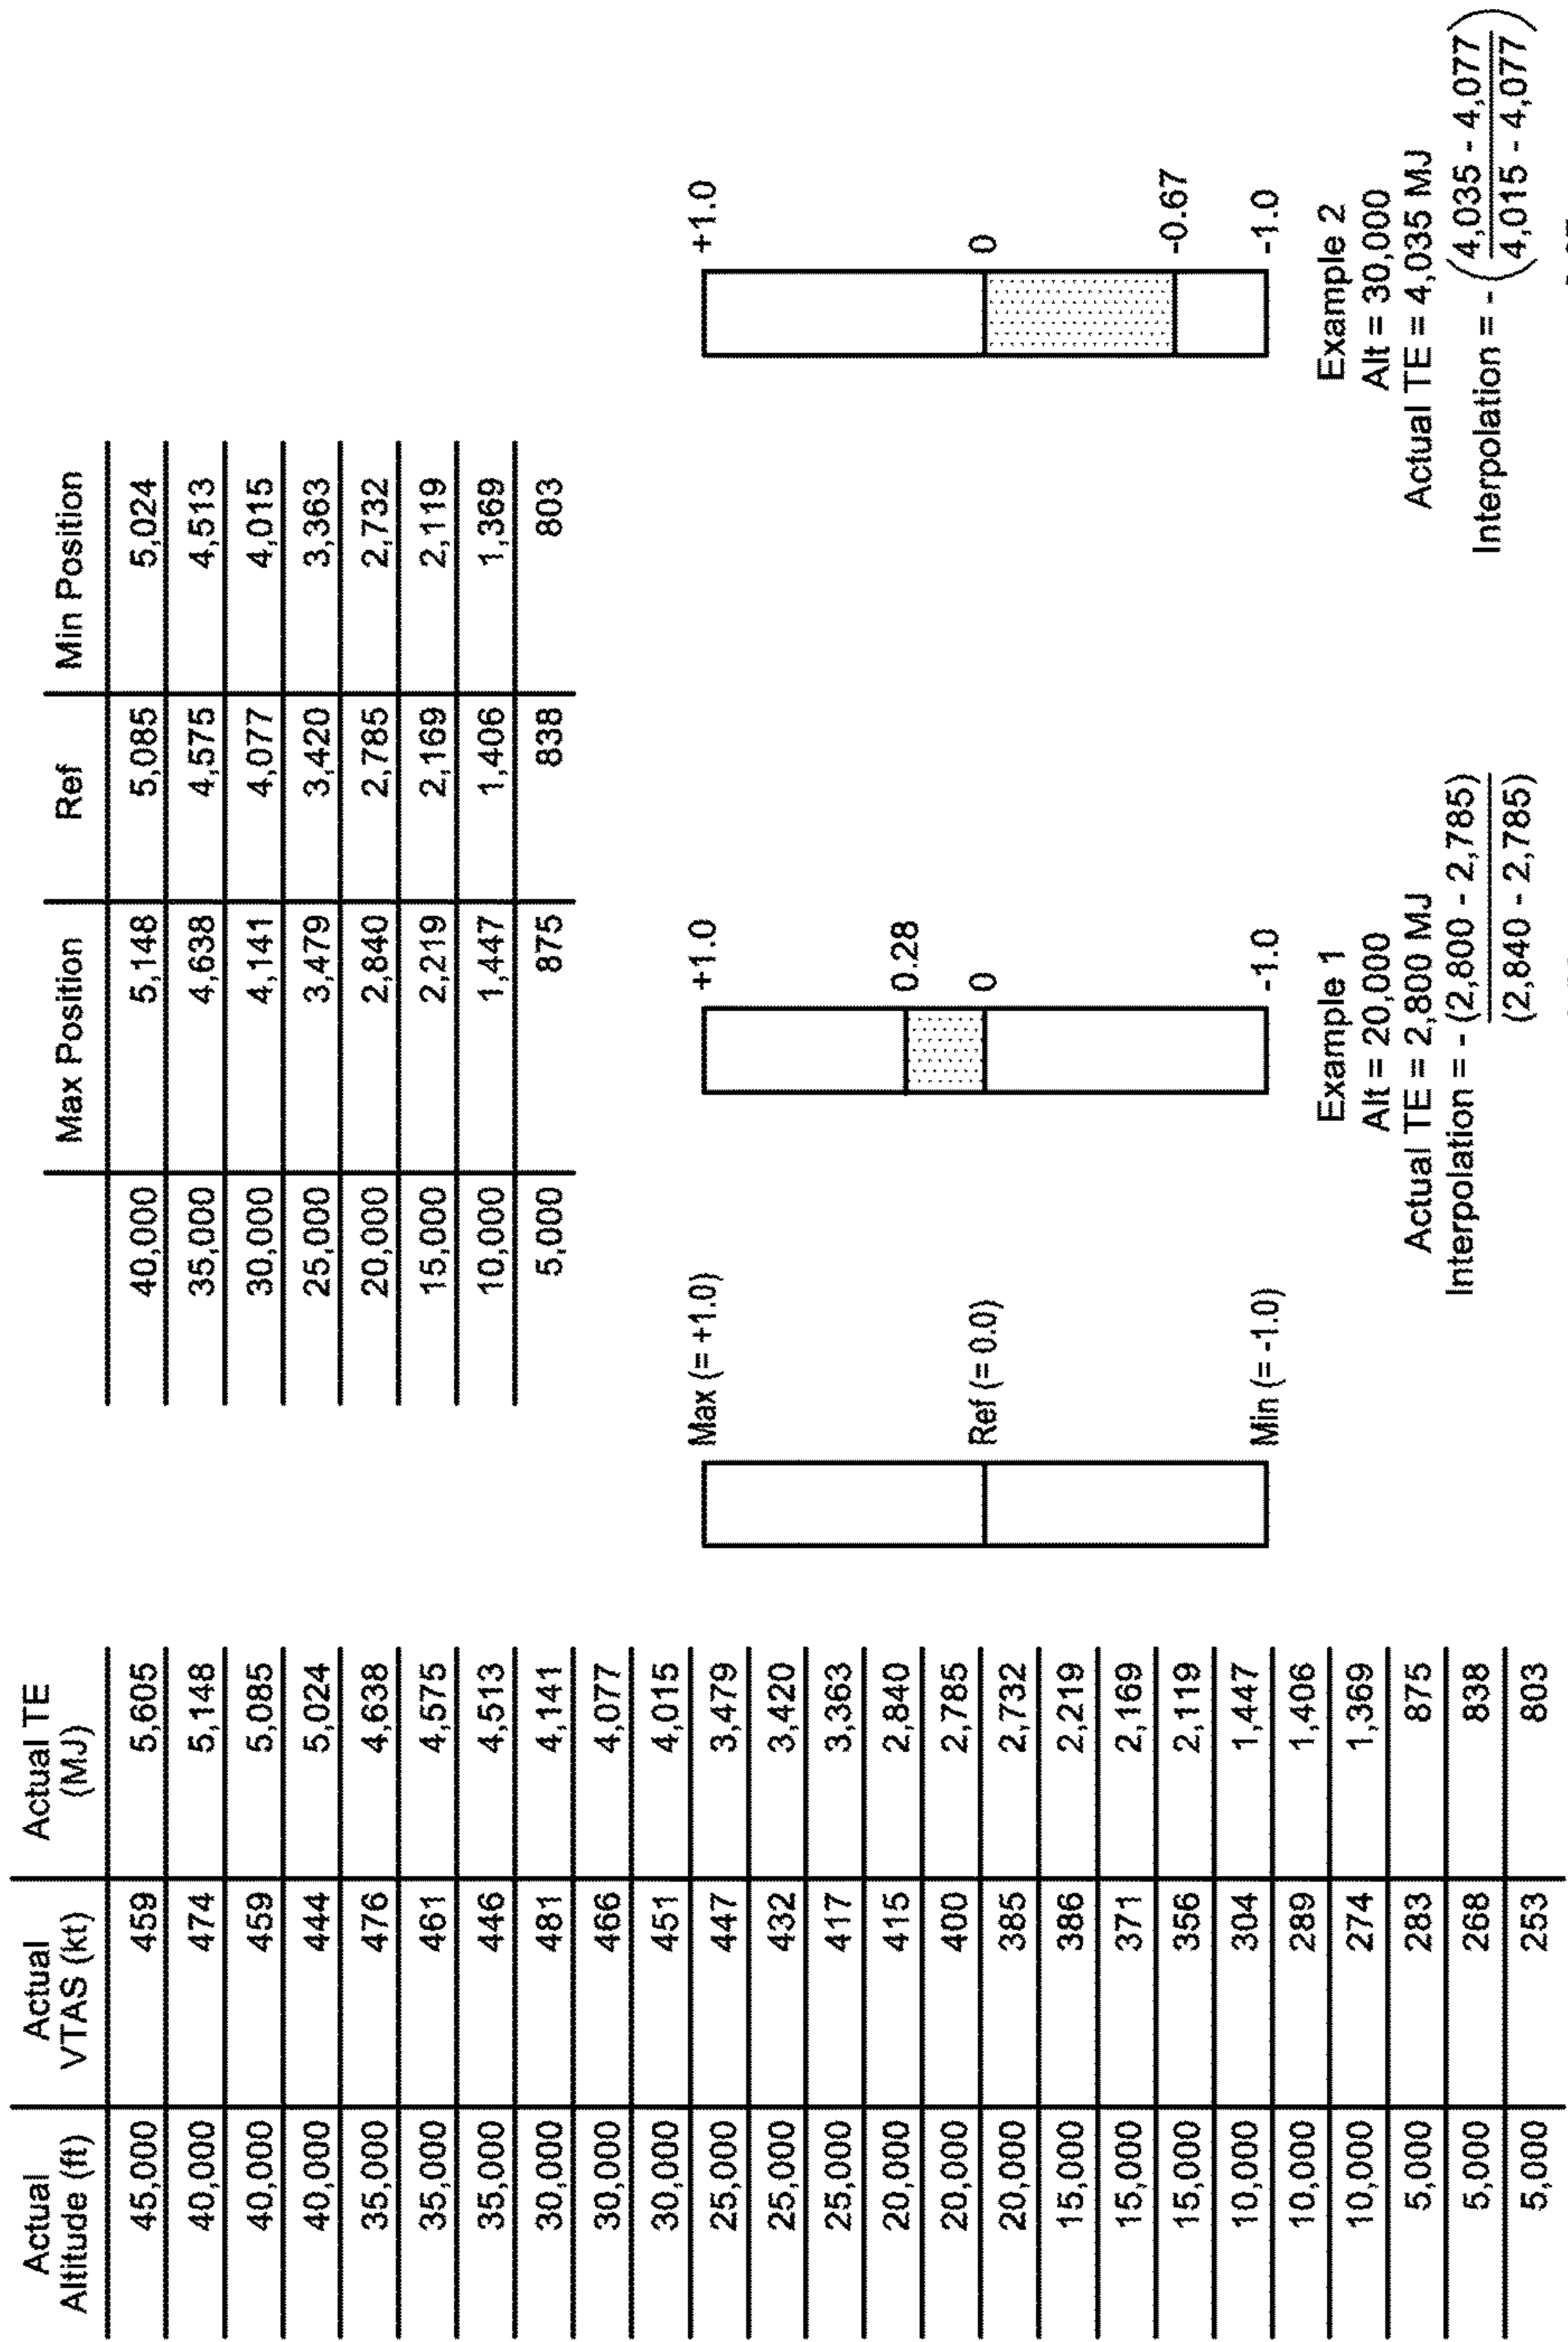 Actual Altitude (ft) Actual VTAS (kt) Actual TE (MJ)
45,000 459 5,605
40,000 474 5,148
40,000 459 5,085
40,000 444 5,024
35,000 476 4,638
35,000 461 4,575
35,000 446 4,513
30,000 481 4,141
30,000 466 4,077
30,000 451 4,015
25,000 447 3,479
25,000 432 3,420
25,000 417 3,363
20,000 415 2,840
20,000 400 2,785
20,000 385 2,732
15,000 386 2,219
15,000 371 2,169
15,000 356 2,119
10,000 304 1,447
10,000 289 1,406
10,000 274 1,369
5,000 283 875
5,000 268 838
5,000 253 803
Max Position Ref Min Position
40,000 5,148 5,085 5,024
35,000 4,638 4,575 4,513
30,000 4,141 4,077 4,015
25,000 3,479 3,420 3,363
20,000 2,840 2,785 2,732
15,000 2,219 2,169 2,119
10,000 1,447 1,406 1,369
5,000 875 838 803
Max (= +1.0)
Ref (= 0.0)
Min (= -1.0)
+1.0
0.28
0
-1.0
Example 1
Alt = 20,000
Actual TE = 2,800 MJ
Interpolation = - (2,800 - 2,785)
(2,840 - 2,785)
+1.0
0
-0.67
-1.0
Example 2
Alt = 30,000
Actual TE = 4,035 MJ
Interpolation = - (4,035 - 4,077
4,015 - 4,077)